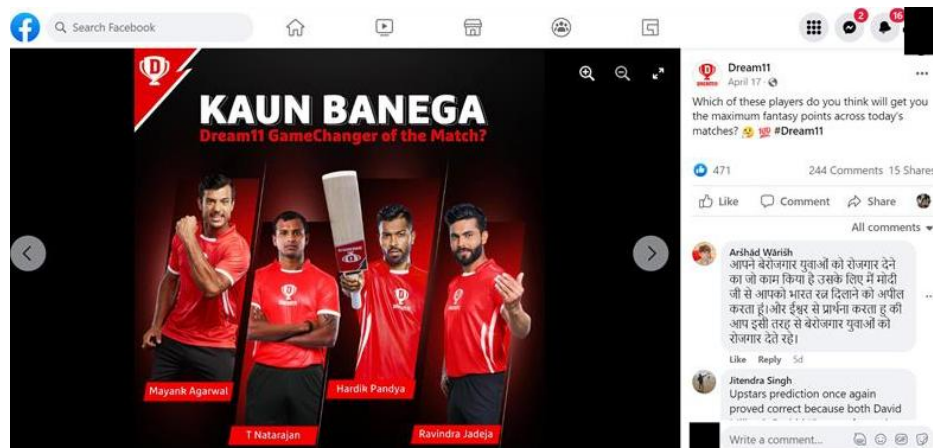 Search Facebook
2
16
KAUN BANEGA
Dream11 GameChanger of the Match?
Mayank Agarwal
T Natarajan
Hardik Pandya
Ravindra Jadeja
Dream11
April 17 ·
Which of these players do you think will get you
the maximum fantasy points across today's
matches? 🤔 💯 #Dream11
471
244 Comments 15 Shares
Like Comment Share
All comments
Arshad Wärish
आपने बेरोजगार युवाओं को रोजगार देने
का जो काम किया है उसके लिए में मोदी
जी से आपको भारत रत्न दिलाने को अपील
करता हूं।और ईश्वर से प्रार्थना करता हू की
आप इसी तरह से बेरोजगार युवाओं को
रोजगार देते रहे।
Like Reply 5d
Jitendra Singh
Upstars prediction once again
proved correct because both David
Write a comment...